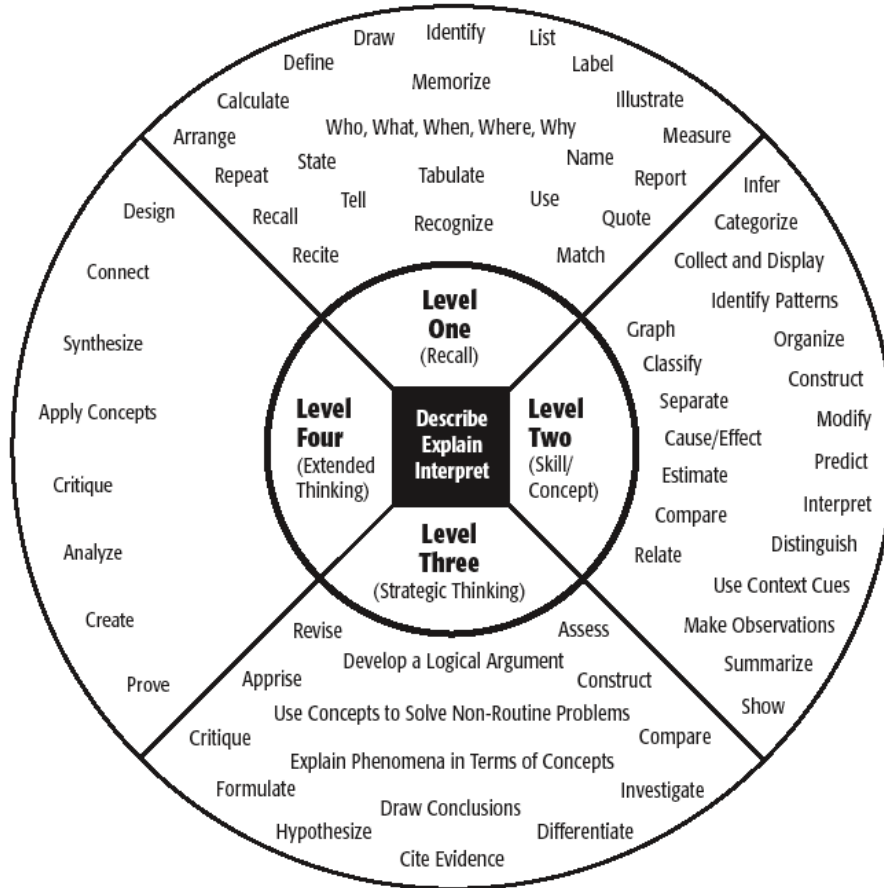 Draw
Identify
List
Define
Label
Memorize
Calculate
Illustrate
Arrange
Who, What, When, Where, Why
Measure
State
Name
Repeat
Tabulate
Report
Tell
Use
Recall
Recognize
Quote
Recite
Match
Level
One
(Recall)
Infer
Categorize
Collect and Display
Identify Patterns
Graph
Organize
Classify
Construct
Separate
Modify
Cause/Effect
Predict
Estimate
Interpret
Compare
Distinguish
Relate
Use Context Cues
Make Observations
Summarize
Show
Level
Two
(Skill/
Concept)
Describe
Explain
Interpret
Level
Three
(Strategic Thinking)
Revise
Assess
Develop a Logical Argument
Apprise
Construct
Use Concepts to Solve Non-Routine Problems
Critique
Compare
Explain Phenomena in Terms of Concepts
Formulate
Investigate
Draw Conclusions
Hypothesize
Differentiate
Cite Evidence
Level
Four
(Extended
Thinking)
Design
Connect
Synthesize
Apply Concepts
Critique
Analyze
Create
Prove